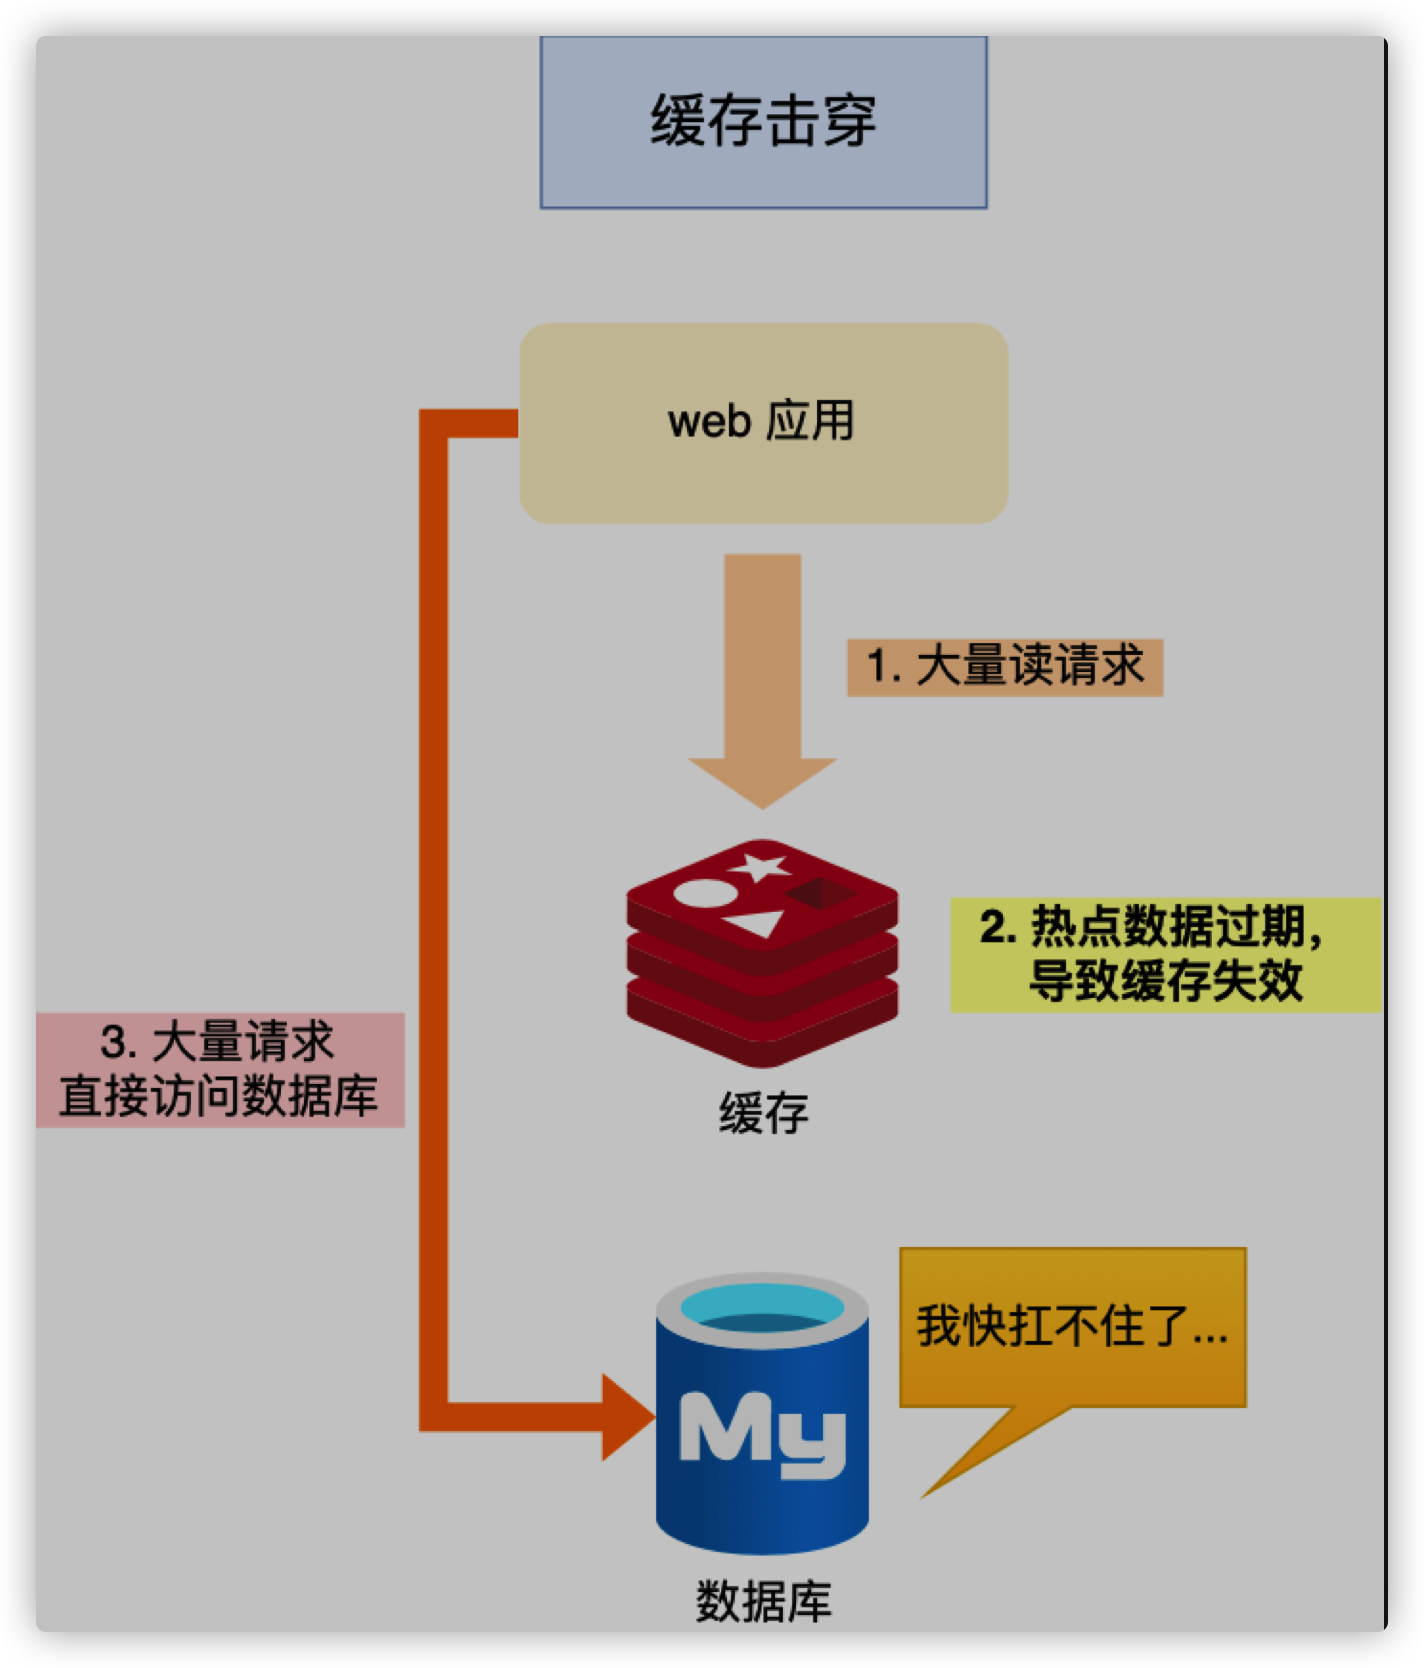 缓存击穿
web 应用
1. 大量读请求
2. 热点数据过期，
导致缓存失效
3. 大量请求
直接访问数据库
缓存
我快扛不住了...
My
数据库